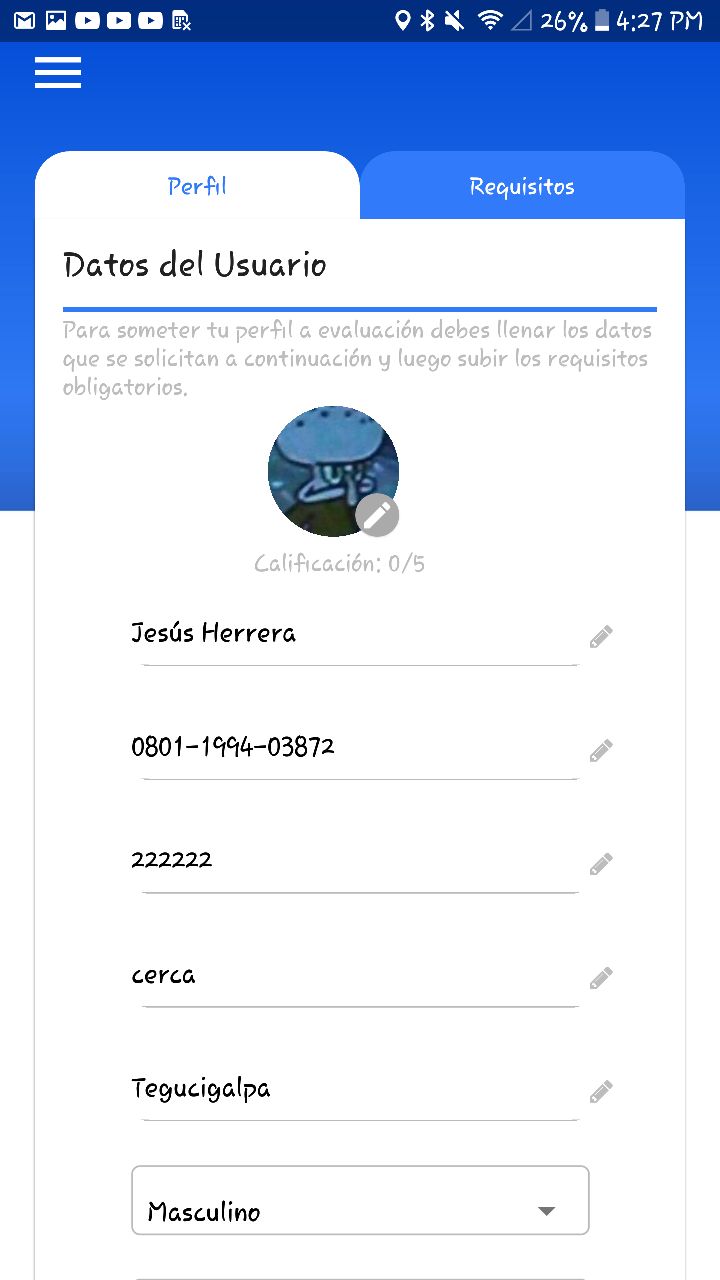 26% 4:27 PM
Perfil
Requisitos
Datos del Usuario
Para someter tu perfil a evaluación debes llenar los datos
que se solicitan a continuación y luego subir los requisitos
obligatorios.
Calificación: 0/5
Jesús Herrera
0801-1994-03872
222222
cerca
Tegucigalpa
Masculino